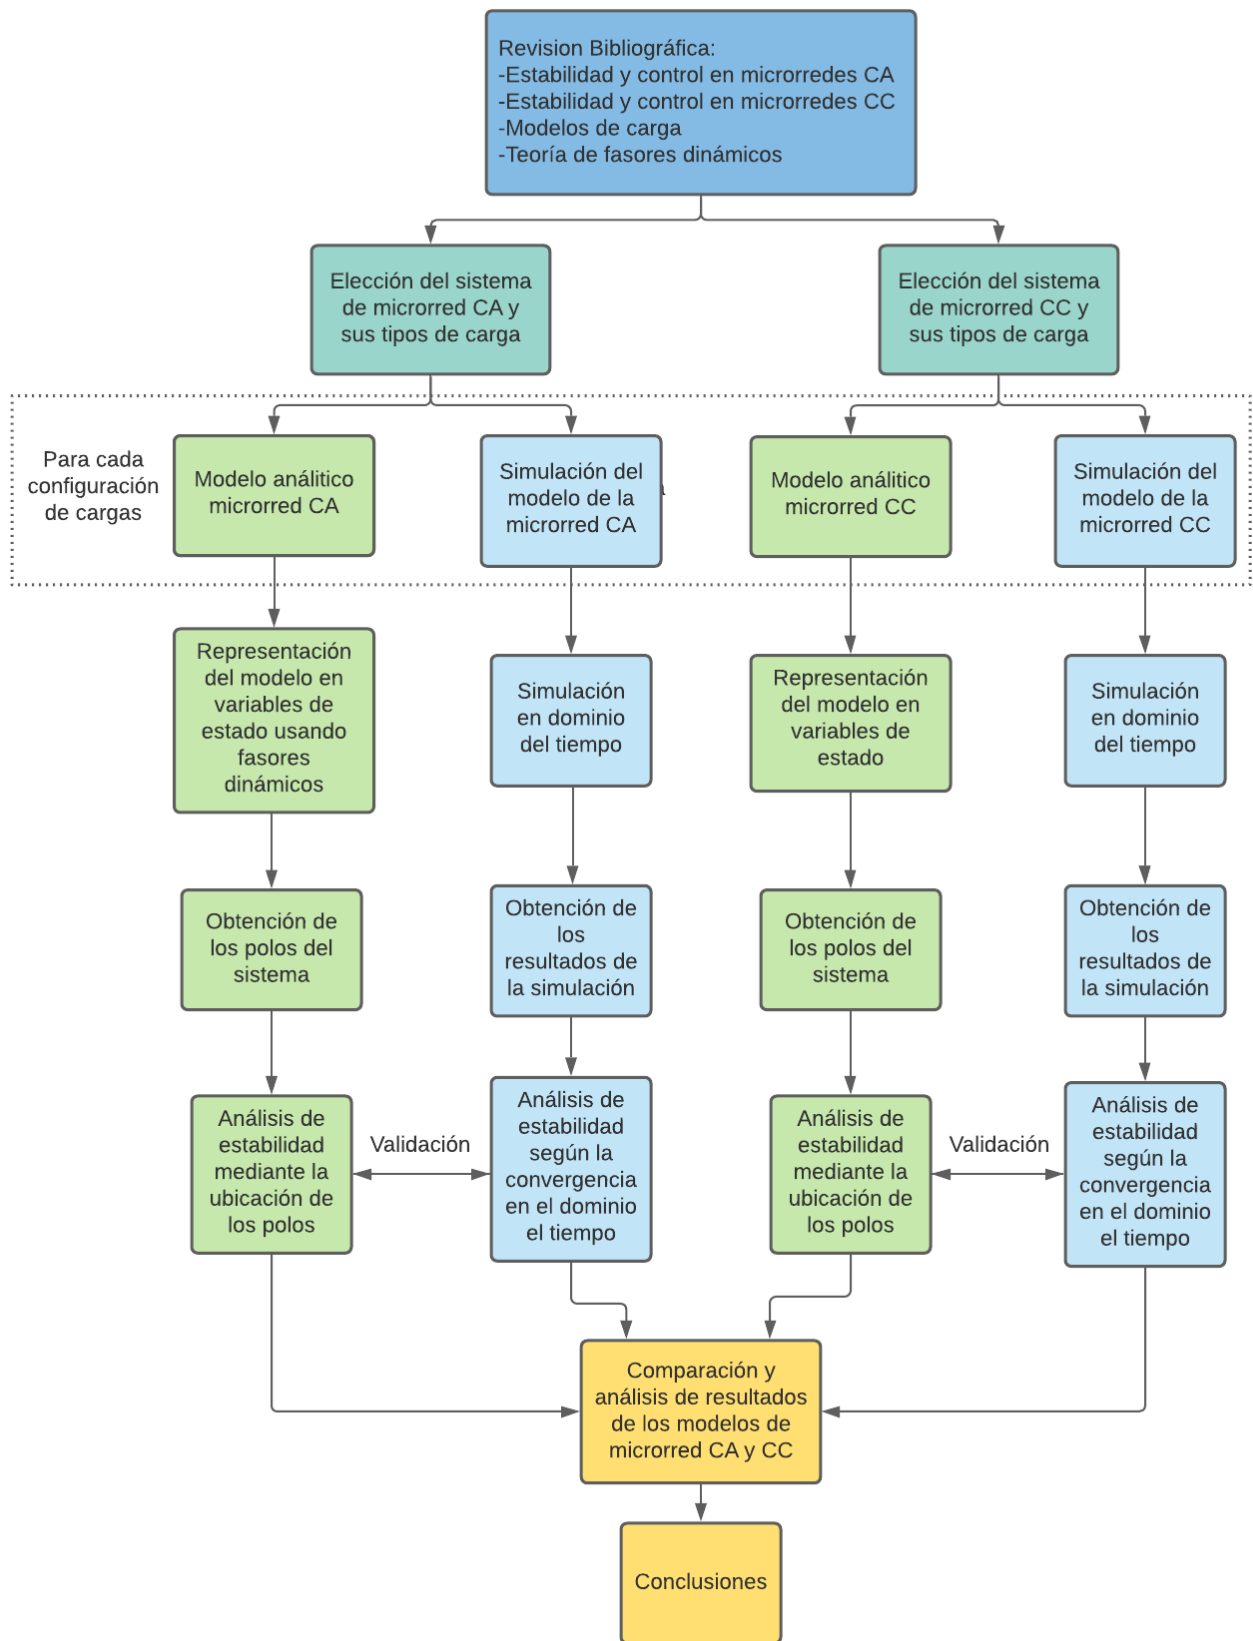 Revision Bibliográfica:
-Estabilidad y control en microrredes CA
-Estabilidad y control en microrredes CC
-Modelos de carga
-Teoría de fasores dinámicos
Elección del sistema
de microrred CA y
sus tipos de carga
Elección del sistema
de microrred CC y
sus tipos de carga
Para cada
configuración
de cargas
Modelo análitico
microrred CA
Simulación del
modelo de la
microrred CA
Modelo análitico
microrred CC
Simulación del
modelo de la
microrred CC
Representación
del modelo en
variables de
estado usando
fasores
dinámicos
Simulación
en dominio
del tiempo
Representación
del modelo en
variables de
estado
Simulación
en dominio
del tiempo
Obtención de
los polos del
sistema
Obtención de
los
resultados de
la simulación
Obtención de
los polos del
sistema
Obtención de
los
resultados de
la simulación
Análisis de
estabilidad
mediante la
ubicación de
los polos
Validación
Análisis de
estabilidad
según la
convergencia
en el dominio
el tiempo
Análisis de
estabilidad
mediante la
ubicación de
los polos
Validación
Análisis de
estabilidad
según la
convergencia
en el dominio
el tiempo
Comparación y
análisis de resultados
de los modelos de
microrred CA y CC
Conclusiones